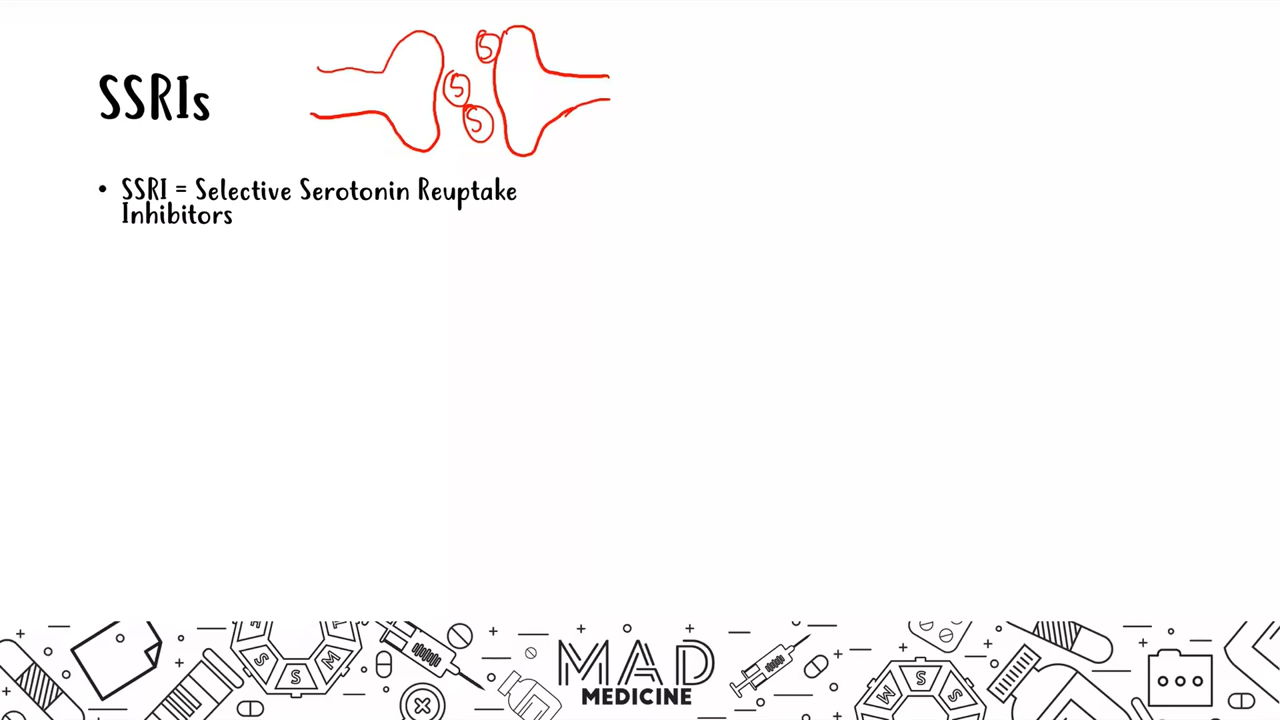 SSRIs
S
S
S
• SSRI = Selective Serotonin Reuptake
Inhibitors
S
S
M
MAD
MEDICINE
M
S
S